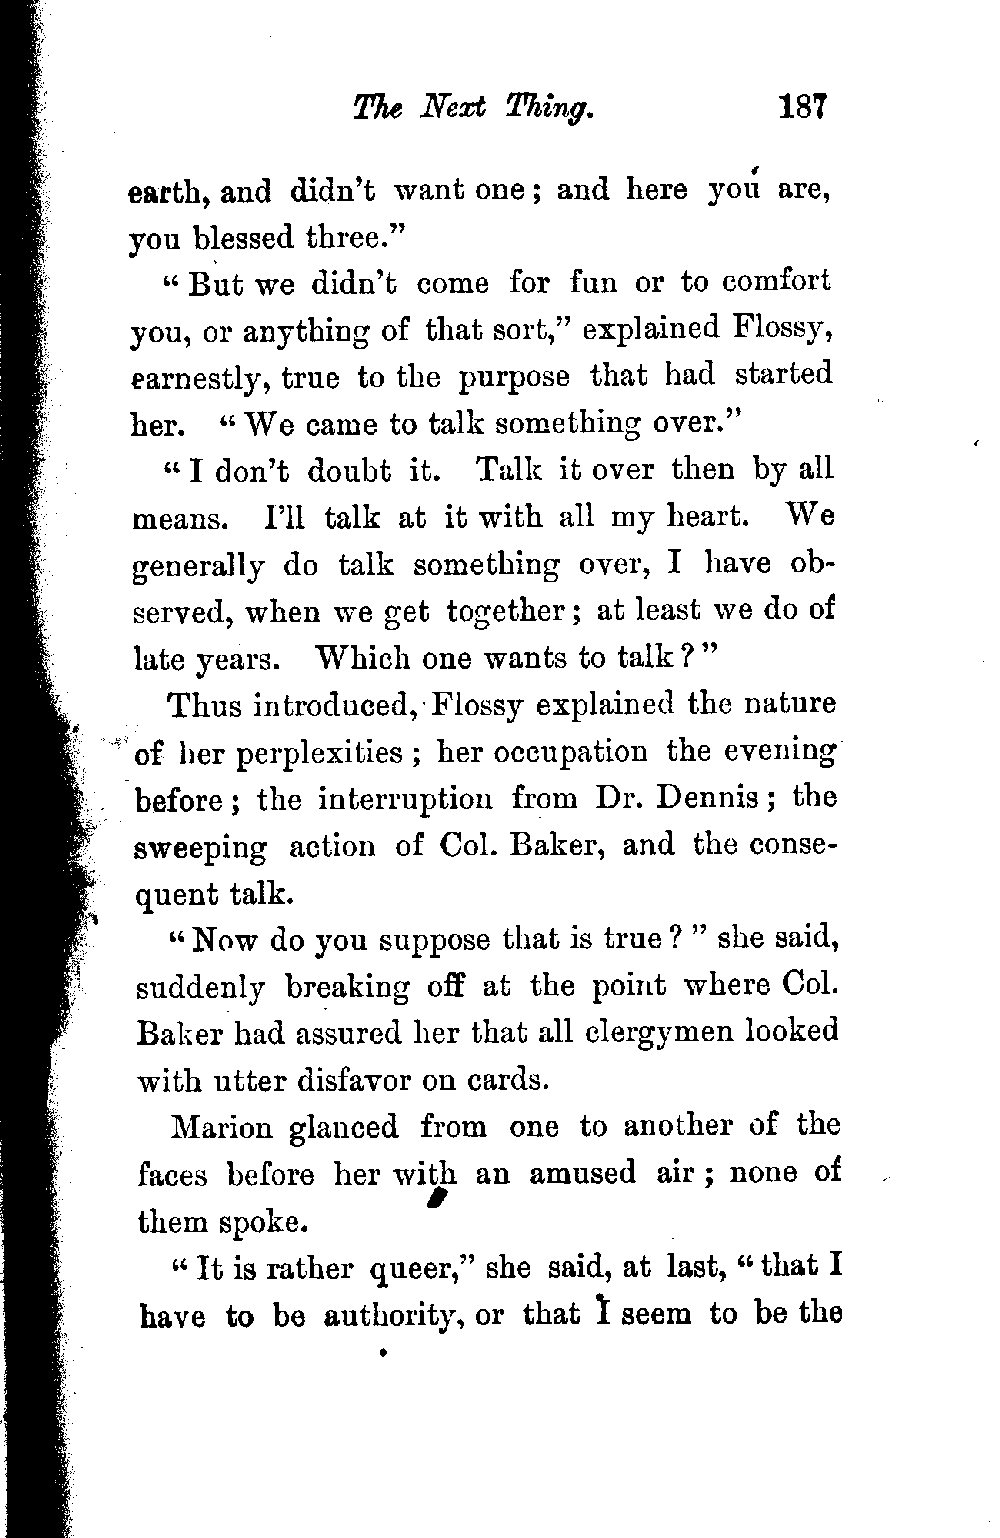 The Next Thing. 187
earth, and didn't want one; and here you are,
you blessed three."
"But we didn't come for fun or to comfort
you, or anything of that sort," explained Flossy,
earnestly, true to the purpose that had started
her. "We came to talk something over."
"I don't doubt it. Talk it over then by all
means. I'll talk at it with all my heart. We
generally do talk something over, I have ob-
served, when we get together; at least we do of
late years. Which one wants to talk?"
Thus introduced, Flossy explained the nature
of her perplexities; her occupation the evening
before; the interruption from Dr. Dennis; the
sweeping action of Col. Baker, and the conse-
quent talk.
"Now do you suppose that is true?" she said,
suddenly breaking off at the point where Col.
Baker had assured her that all clergymen looked
with utter disfavor on cards.
Marion glanced from one to another of the
faces before her with an amused air; none of
them spoke.
"It is rather queer," she said, at last, "that I
have to be authority, or that I seem to be the